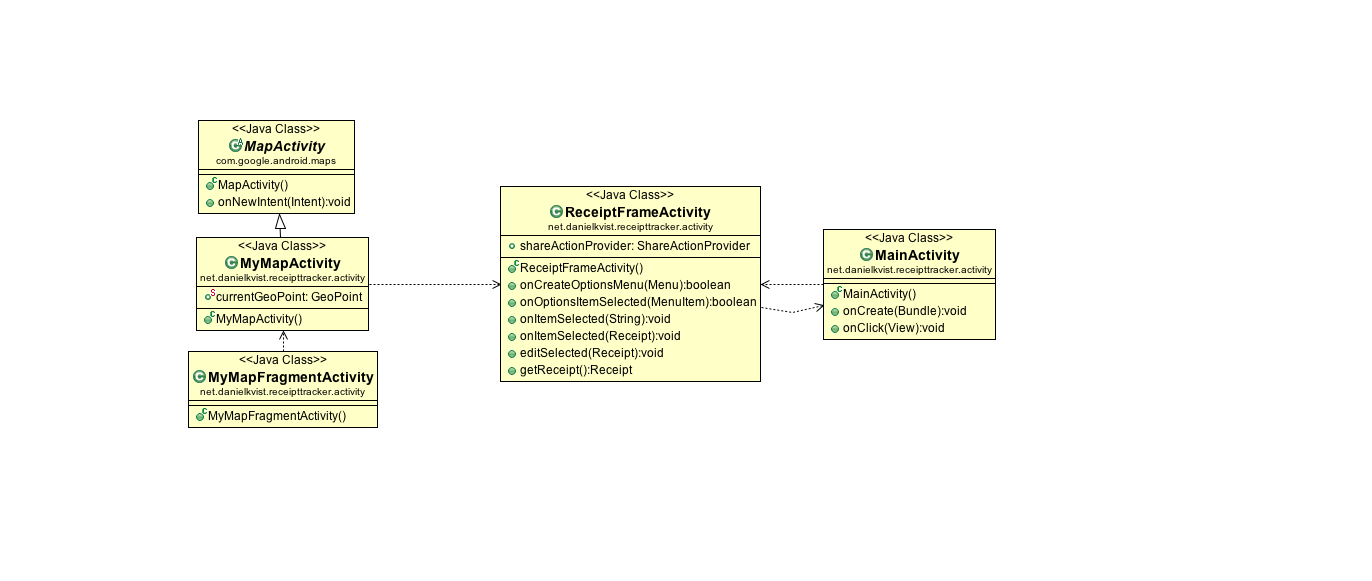 <<Java Class>>
MapActivity
com.google.android.maps
MapActivity()
onNewIntent(Intent):void
<<Java Class>>
MyMapActivity
net.danielkvist.receipttracker.activity
currentGeoPoint: GeoPoint
MyMapActivity()
<<Java Class>>
MyMapFragmentActivity
net.danielkvist.receipttracker.activity
MyMapFragmentActivity()
<<Java Class>>
ReceiptFrameActivity
net.danielkvist.receipttracker.activity
shareActionProvider: ShareActionProvider
ReceiptFrameActivity()
onCreateOptionsMenu(Menu):boolean
onOptionsItemSelected(MenuItem):boolean
onItemSelected(String):void
onItemSelected(Receipt):void
editSelected(Receipt):void
getReceipt():Receipt
<<Java Class>>
MainActivity
net.danielkvist.receipttracker.activity
MainActivity()
onCreate(Bundle):void
onClick(View):void